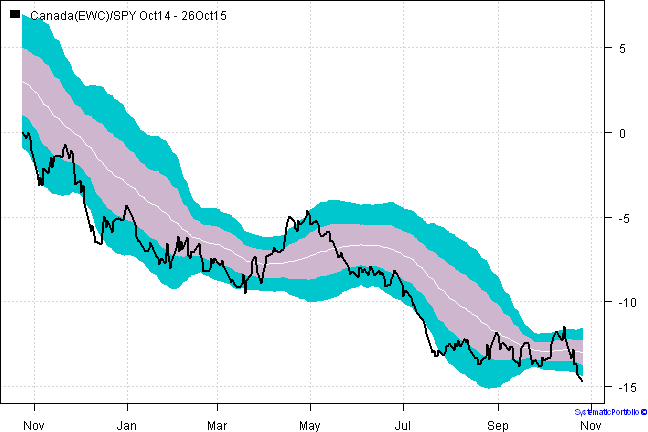 Canada(EWC)/SPY Oct14 - 26Oct15
5
0
-5
-10
-15
SystematicPortfolio ©
Nov Jan Mar May Jul Sep Nov